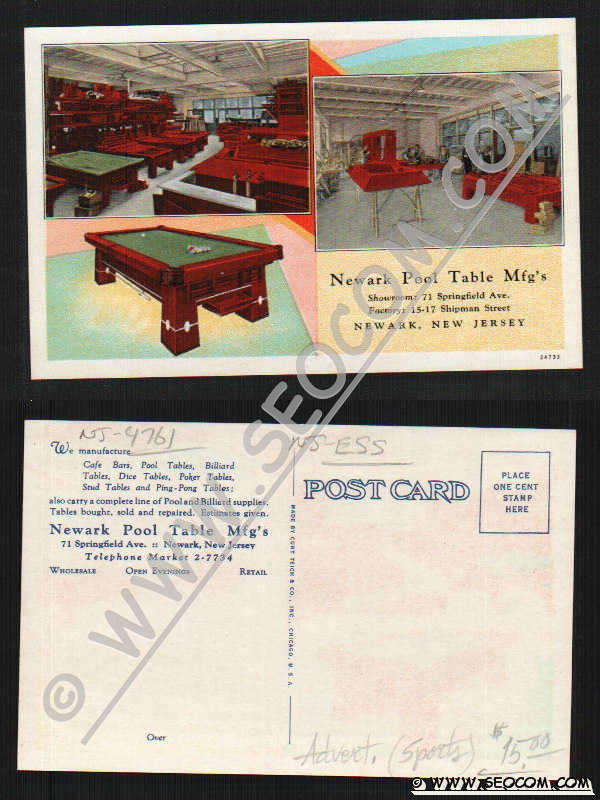 Newark Pool Table Mfg's
Showroom: 71 Springfield Ave.
Factory: 15-17 Shipman Street
NEWARK, NEW JERSEY
2A733
© WWW.SEOCOM.COM
NJ-4761
NJ-ESS
We manufacture
Cafe Bars, Pool Tables, Billiard
Tables, Dice Tables, Poker Tables,
Stud Tables and Ping-Pong Tables;
also carry a complete line of Pool and Billiard supplies.
Tables bought, sold and repaired. Estimates given.
Newark Pool Table Mfg's
71 Springfield Ave. :: Newark, New Jersey
Telephone Market 2-7734
WHOLESALE OPEN EVENINGS RETAIL
Over
MADE BY CURT TEICH & CO., INC., CHICAGO, U. S. A.
POST CARD
PLACE
ONE CENT
STAMP
HERE
Advert. (Sports) $15.00
© WWW.SEOCOM.COM